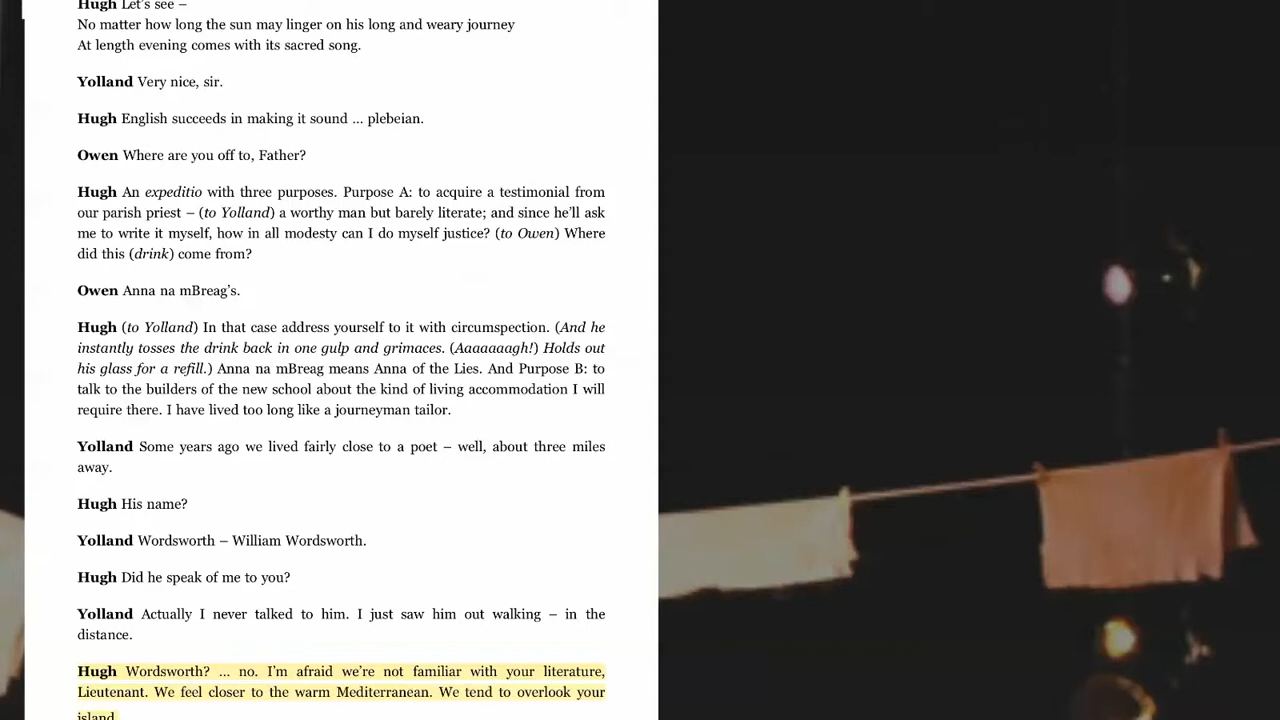 Hugh Let's see –
No matter how long the sun may linger on his long and weary journey
At length evening comes with its sacred song.
Yolland Very nice, sir.
Hugh English succeeds in making it sound ... plebeian.
Owen Where are you off to, Father?
Hugh An expeditio with three purposes. Purpose A: to acquire a testimonial from
our parish priest – (to Yolland) a worthy man but barely literate; and since he'll ask
me to write it myself, how in all modesty can I do myself justice? (to Owen) Where
did this (drink) come from?
Owen Anna na mBreag's.
Hugh (to Yolland) In that case address yourself to it with circumspection. (And he
instantly tosses the drink back in one gulp and grimaces. (Aaaaaaagh!) Holds out
his glass for a refill.) Anna na mBreag means Anna of the Lies. And Purpose B: to
talk to the builders of the new school about the kind of living accommodation I will
require there. I have lived too long like a journeyman tailor.
Yolland Some years ago we lived fairly close to a poet – well, about three miles
away.
Hugh His name?
Yolland Wordsworth – William Wordsworth.
Hugh Did he speak of me to you?
Yolland Actually I never talked to him. I just saw him out walking – in the
distance.
Hugh Wordsworth? ... no. I'm afraid we're not familiar with your literature,
Lieutenant. We feel closer to the warm Mediterranean. We tend to overlook your
island.